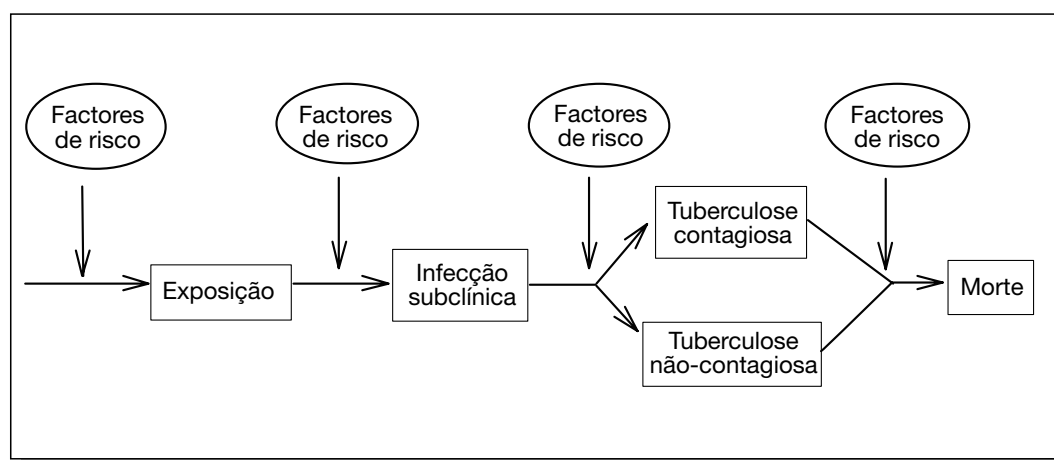 Factores
de risco
Factores
de risco
Factores
de risco
Factores
de risco
Exposição
Infecção
subclínica
Tuberculose
contagiosa
Tuberculose
não-contagiosa
Morte